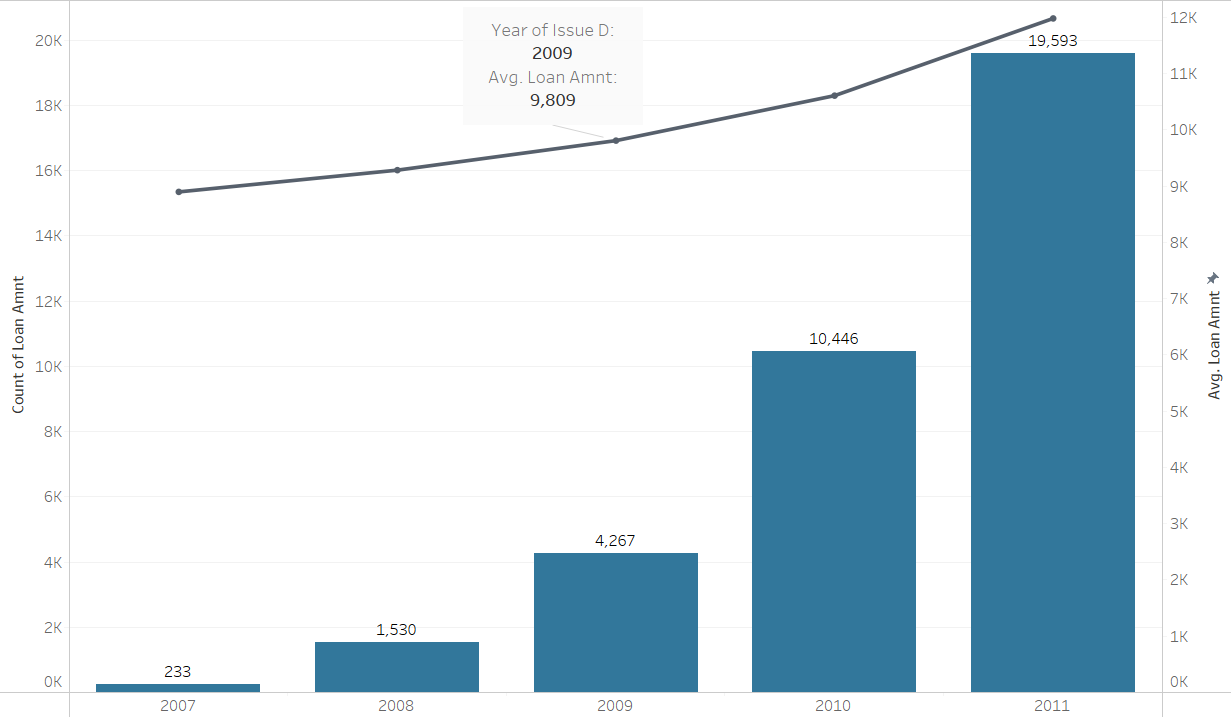 Year of Issue D:
2009
Avg. Loan Amnt:
9,809
Count of Loan Amnt
20K
18K
16K
14K
12K
10K
8K
6K
4K
2K
0K
233
1,530
4,267
10,446
19,593
12K
11K
10K
9K
8K
7K
6K
5K
4K
3K
2K
1K
0K
Avg. Loan Amnt
2007 2008 2009 2010 2011